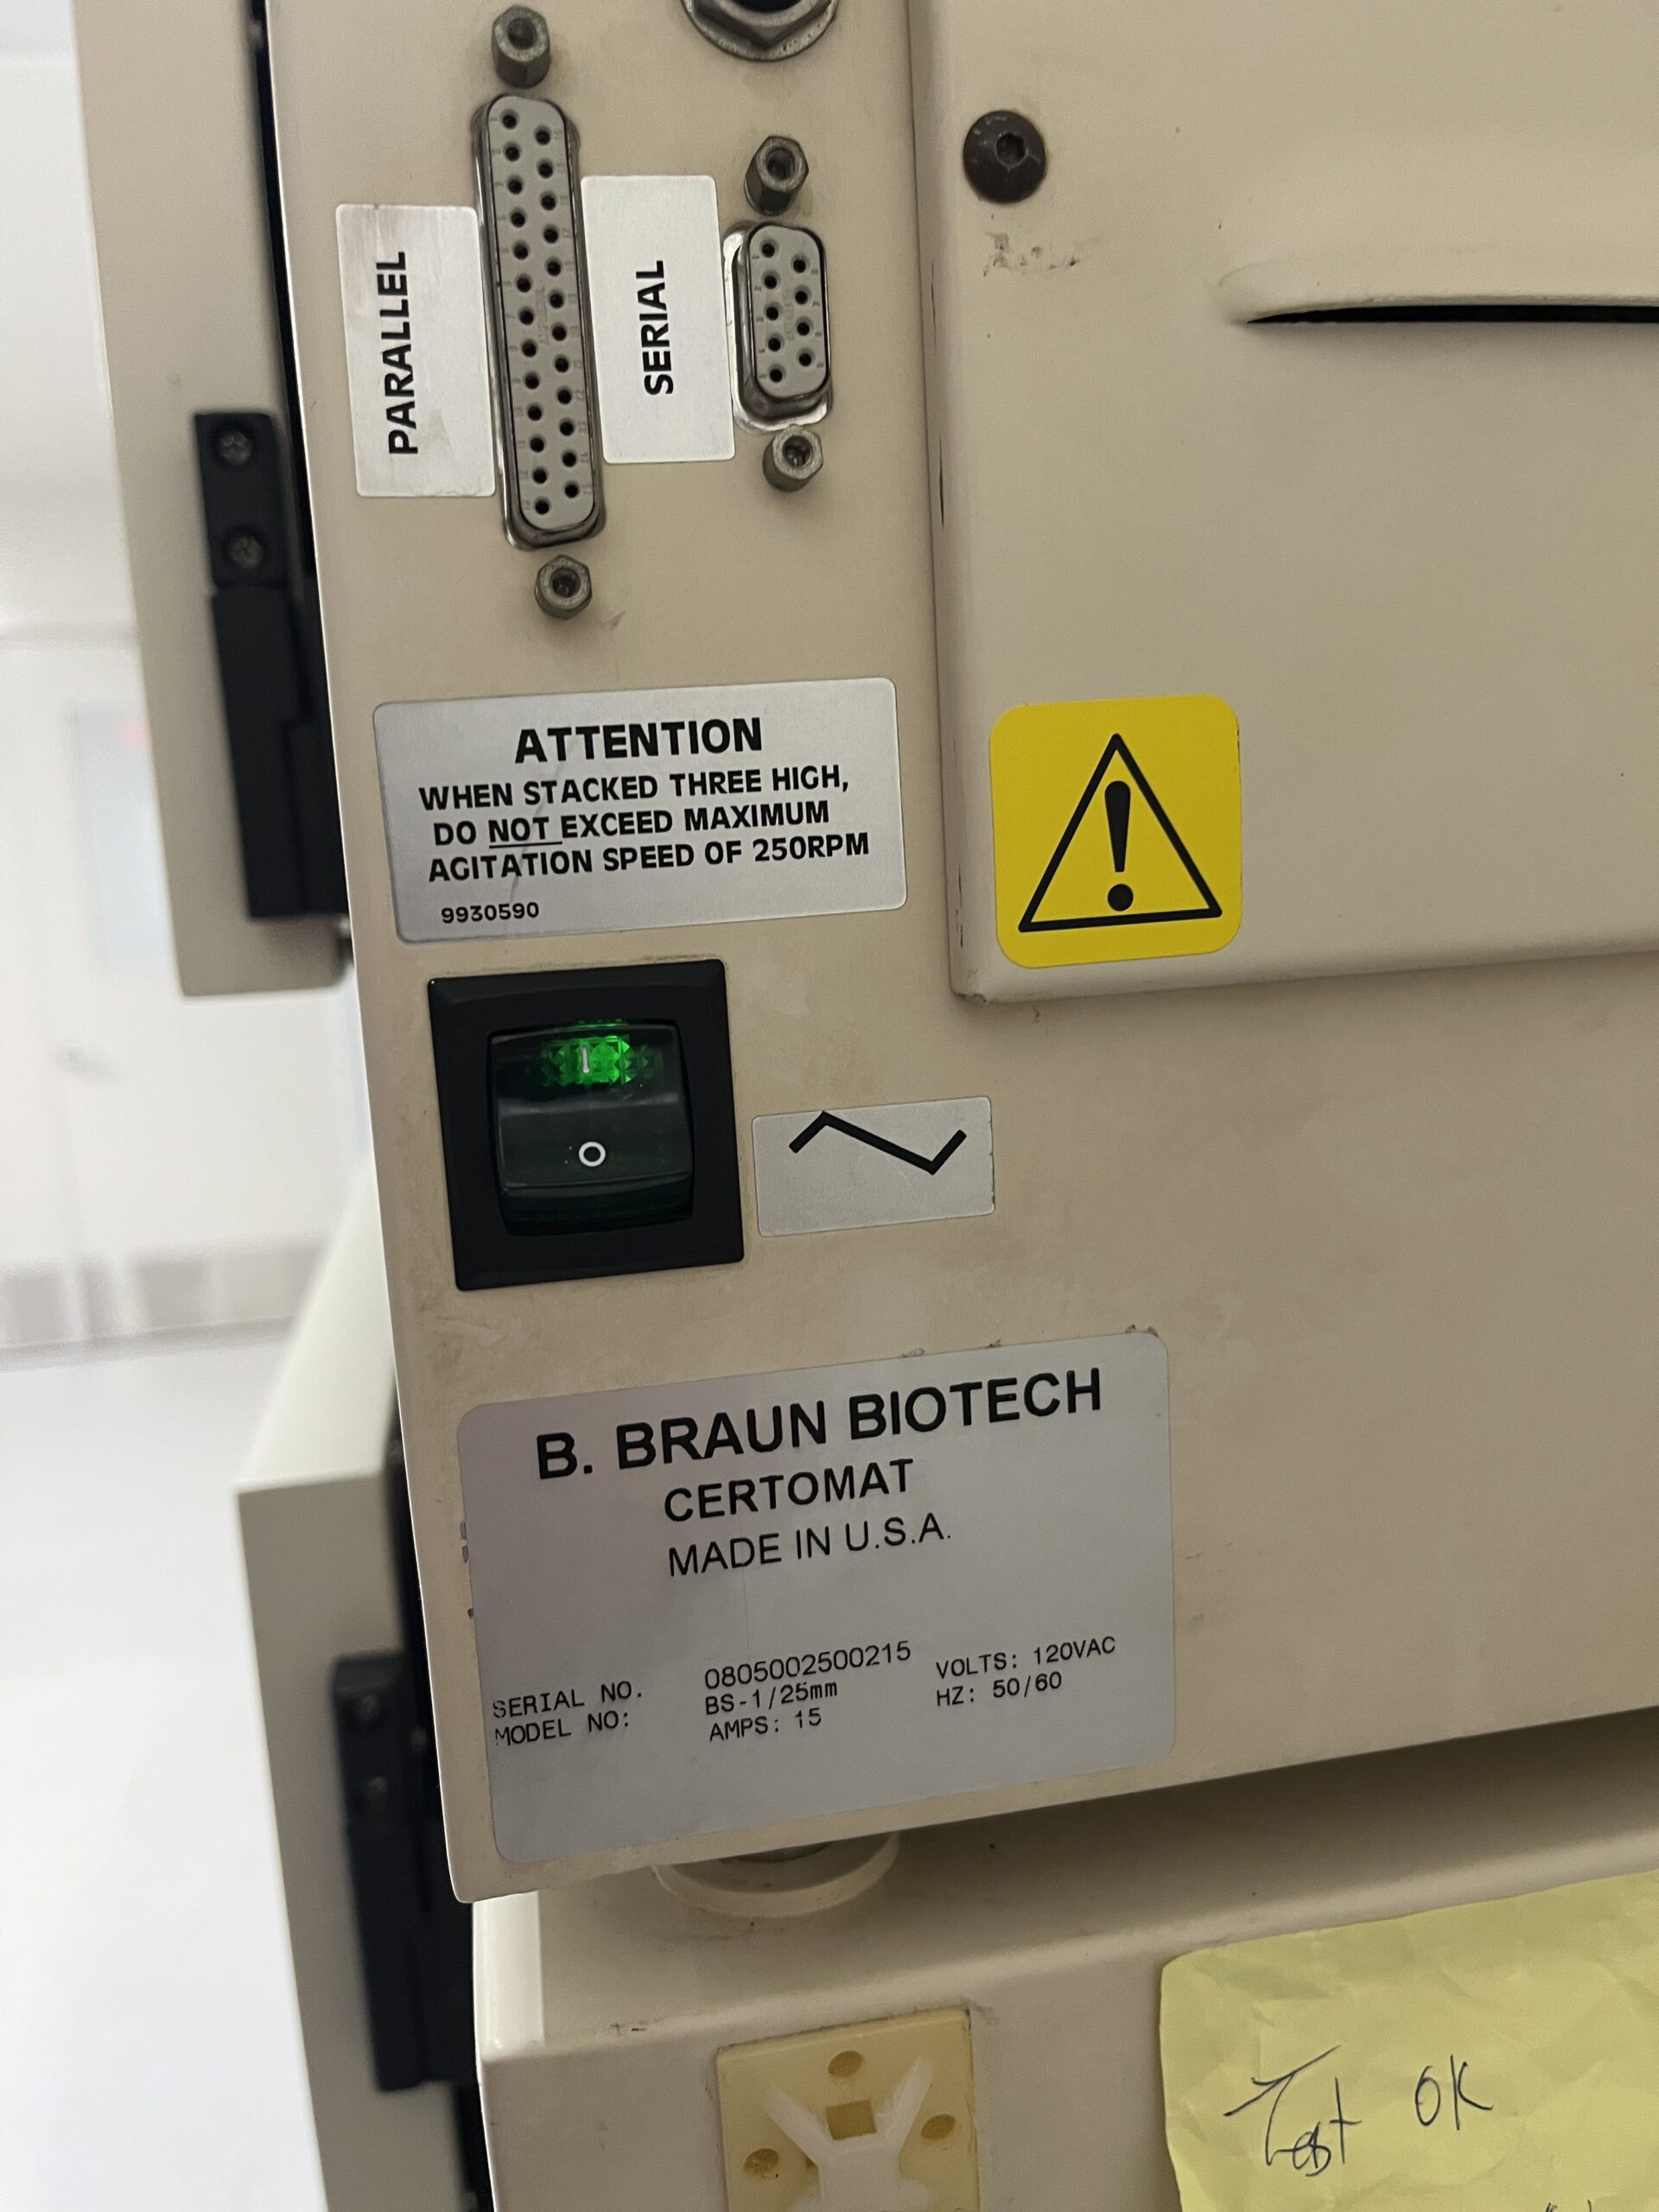 PARALLEL
SERIAL
ATTENTION
WHEN STACKED THREE HIGH,
DO NOT EXCEED MAXIMUM
AGITATION SPEED OF 250RPM
9930590
I
O
B. BRAUN BIOTECH
CERTOMAT
MADE IN U.S.A.
SERIAL NO. 0805002500215 VOLTS: 120VAC
MODEL NO: BS-1/25mm HZ: 50/60
AMPS: 15
Test OK